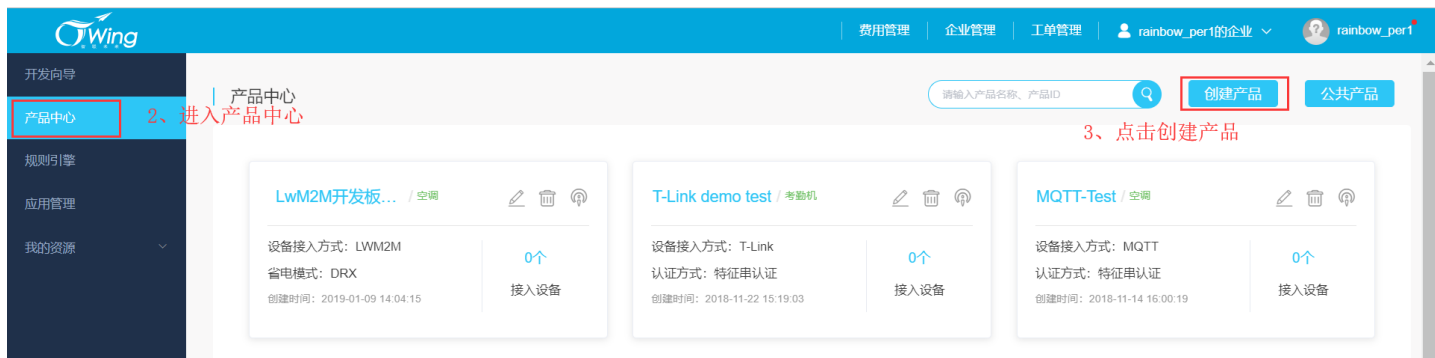 Wing
费用管理 企业管理 工单管理 rainbow_per1的企业 rainbow_per1
开发向导
产品中心
规则引擎
应用管理
我的资源
产品中心
2、进入产品中心
请输入产品名称、产品ID
创建产品
公共产品
3、点击创建产品
LwM2M开发板... / 空调
设备接入方式：LWM2M
省电模式：DRX
创建时间：2019-01-09 14:04:15
0个
接入设备
T-Link demo test / 考勤机
设备接入方式：T-Link
认证方式：特征串认证
创建时间：2018-11-22 15:19:03
0个
接入设备
MQTT-Test / 空调
设备接入方式：MQTT
认证方式：特征串认证
创建时间：2018-11-14 16:00:19
0个
接入设备